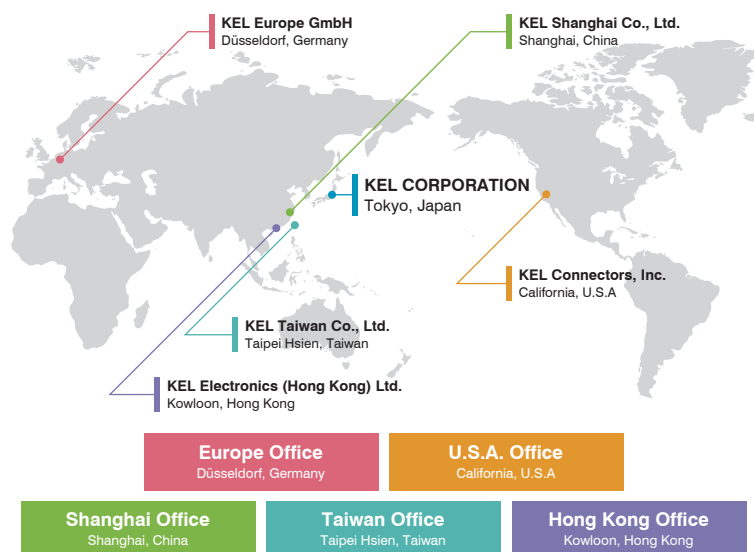 KEL Europe GmbH
Düsseldorf, Germany
KEL Shanghai Co., Ltd.
Shanghai, China
KEL CORPORATION
Tokyo, Japan
KEL Connectors, Inc.
California, U.S.A
KEL Taiwan Co., Ltd.
Taipei Hsien, Taiwan
KEL Electronics (Hong Kong) Ltd.
Kowloon, Hong Kong
Europe Office
Düsseldorf, Germany
U.S.A. Office
California, U.S.A
Shanghai Office
Shanghai, China
Taiwan Office
Taipei Hsien, Taiwan
Hong Kong Office
Kowloon, Hong Kong